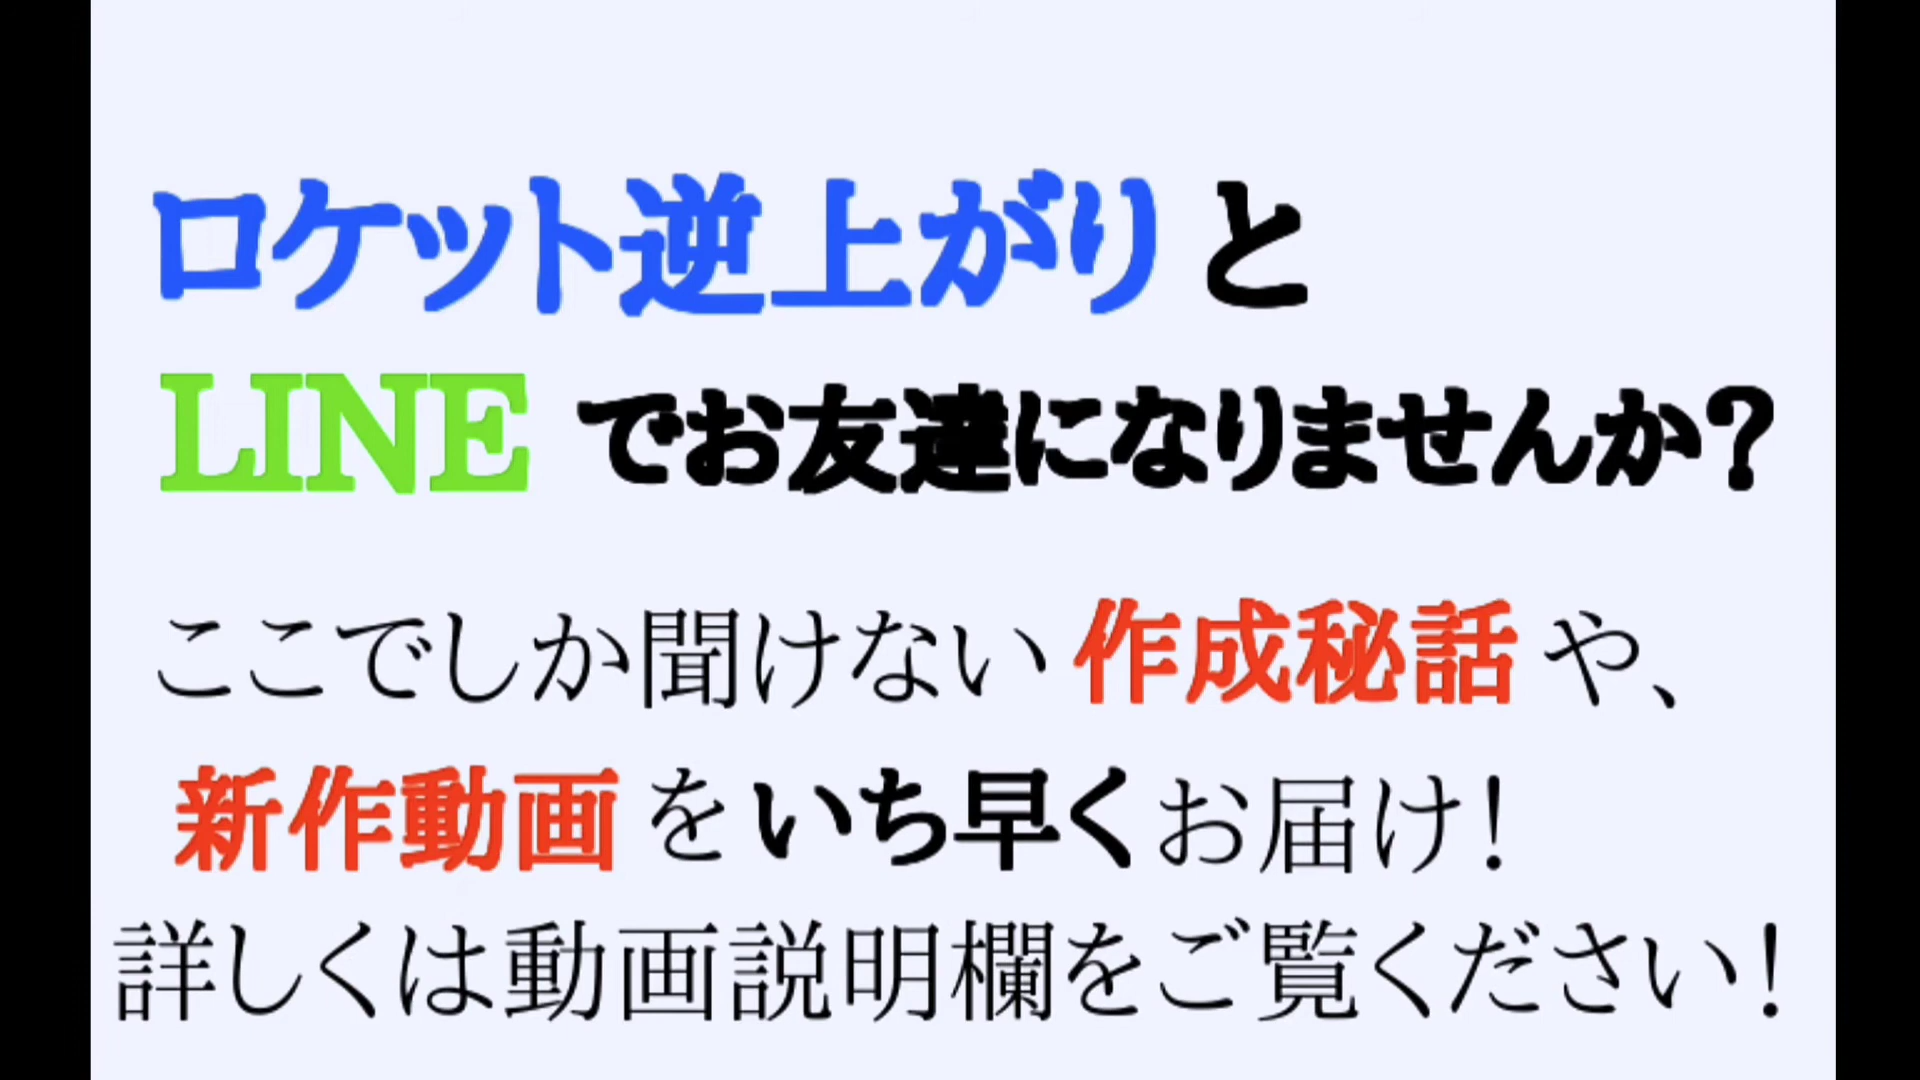 ロケット逆上がりと
LINEでお友達になりませんか?
ここでしか聞けない作成秘話や、
新作動画をいち早くお届け!
詳しくは動画説明欄をご覧ください!